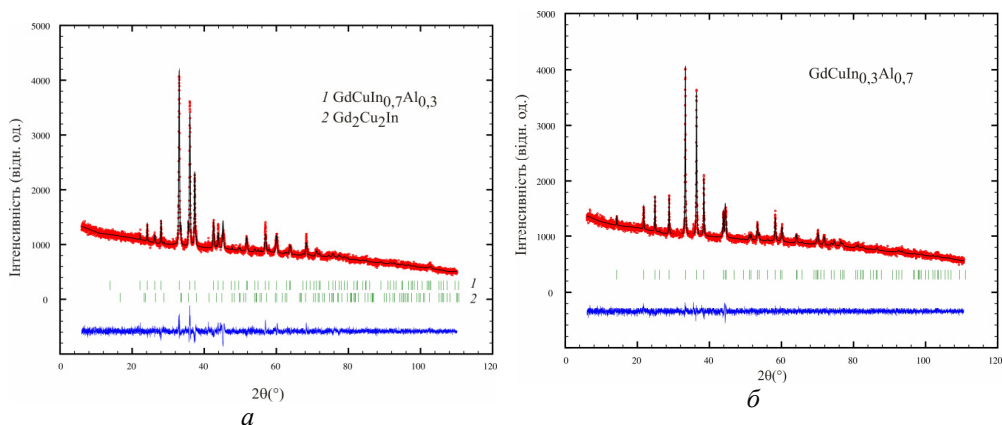 5000
4000
3000
2000
1000
0
Інтенсивність (відн. од.)
1 GdCuIn0,7Al0,3
2 Gd2Cu2In
1
2
0 20 40 60 80 100 120
2θ(°)
а
5000
4000
3000
2000
1000
0
Інтенсивність (відн. од.)
GdCuIn0,3Al0,7
0 20 40 60 80 100 120
2θ(°)
б